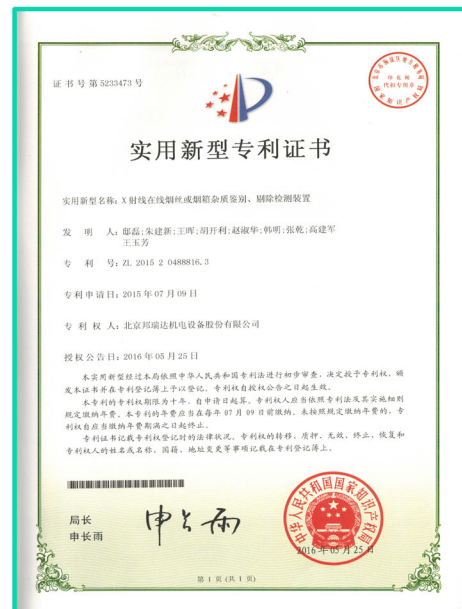 证书号第5233473号
实用新型专利证书
实用新型名称：X射线在线烟丝或烟箱杂质鉴别、剔除检测装置
发 明 人：邸磊;朱建新;王晖;胡开利;赵淑华;韩明;张乾;高建军
王玉芳
专 利 号：ZL 2015 2 0488816.3
专利申请日：2015年07月09日
专 利 权 人：北京邦瑞达机电设备股份有限公司
授权公告日：2016年05月25日
本实用新型经过本局依照中华人民共和国专利法进行初步审查，决定授予专利权，颁
发本证书并在专利登记簿上予以登记。专利权自授权公告之日起生效。
本专利的专利权期限为十年，自申请日起算。专利权人应当依照专利法及其实施细则
规定缴纳年费。本专利的年费应当在每年07月09日前缴纳。未按照规定缴纳年费的，专
利权自应当缴纳年费期满之日起终止。
专利证书记载专利权登记时的法律状况。专利权的转移、质押、无效、终止、恢复和
专利权人的姓名或名称、国籍、地址变更等事项记载在专利登记簿上。
局长
申长雨
申长雨
中华人民共和国国家知识产权局
2016年05月25日
第1页(共1页)